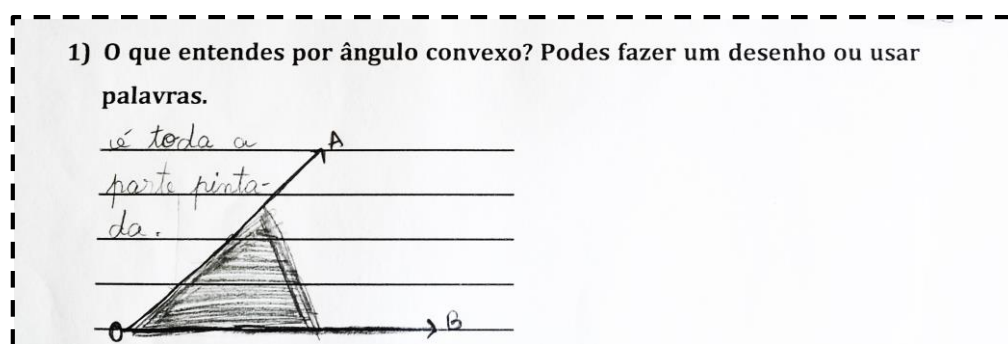 1) O que entendes por ângulo convexo? Podes fazer um desenho ou usar
palavras.
é toda a
parte pinta-
da.
A
O
B